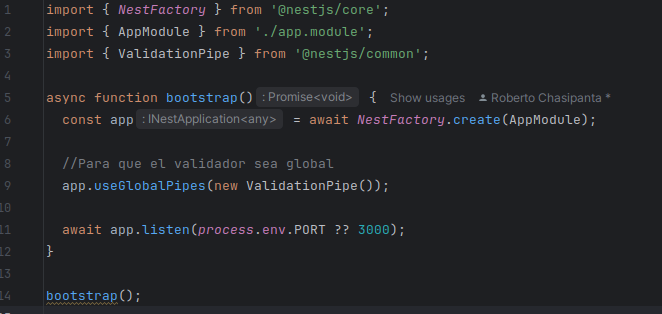 1 import { NestFactory } from '@nestjs/core';
2 import { AppModule } from './app.module';
3 import { ValidationPipe } from '@nestjs/common';
4
5 async function bootstrap() : Promise<void> { Show usages Roberto Chasipanta *
6 const app : INestApplication<any> = await NestFactory.create(AppModule);
7
8 //Para que el validador sea global
9 app.useGlobalPipes(new ValidationPipe());
10
11 await app.listen(process.env.PORT ?? 3000);
12 }
13
14 bootstrap();